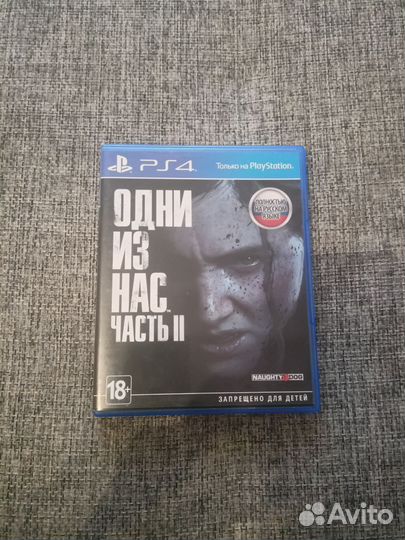 PS4
Только на PlayStation.
ОДНИ
ИЗ
НАС™
ЧАСТЬ II
ПОЛНОСТЬЮ
НА РУССКОМ
ЯЗЫКЕ
NAUGHTY DOG
18+
ЗАПРЕЩЕНО ДЛЯ ДЕТЕЙ
Avito